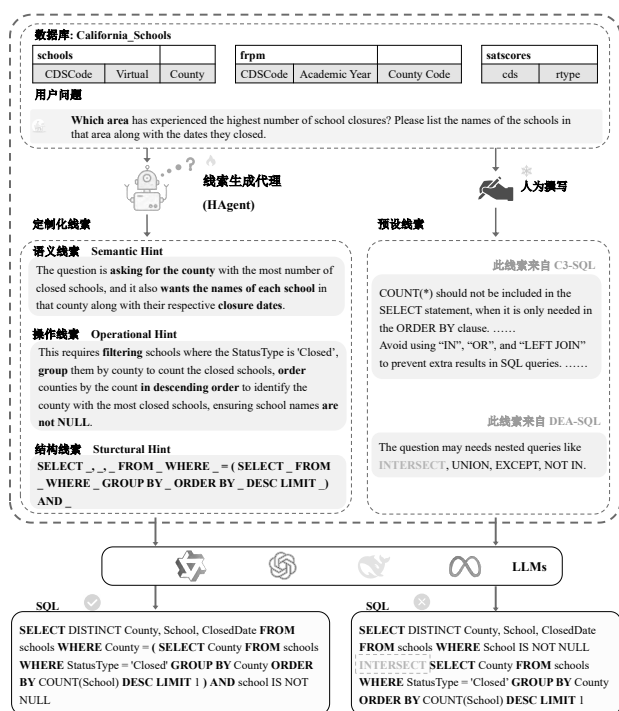 数据库: California_Schools
schools
CDSCode Virtual County
frpm
CDSCode Academic Year County Code
satscores
cds rtype
用户问题
Which area has experienced the highest number of school closures? Please list the names of the schools in
that area along with the dates they closed.
?
线索生成代理
(HAgent)
人为撰写
定制化线索
语义线索 Semantic Hint
The question is asking for the county with the most number of
closed schools, and it also wants the names of each school in
that county along with their respective closure dates.
操作线索 Operational Hint
This requires filtering schools where the StatusType is 'Closed',
group them by county to count the closed schools, order
counties by the count in descending order to identify the
county with the most closed schools, ensuring school names are
not NULL.
结构线索 Sturctural Hint
SELECT _, _, _ FROM _ WHERE _ = ( SELECT _ FROM
_ WHERE _ GROUP BY _ ORDER BY _ DESC LIMIT _)
AND _
预设线索
此线索来自 C3-SQL
COUNT(*) should not be included in the
SELECT statement, when it is only needed in
the ORDER BY clause. ……
Avoid using “IN”, “OR”, and “LEFT JOIN”
to prevent extra results in SQL queries. ……
此线索来自 DEA-SQL
The question may needs nested queries like
INTERSECT, UNION, EXCEPT, NOT IN.
LLMs
SQL
SELECT DISTINCT County, School, ClosedDate FROM
schools WHERE County = ( SELECT County FROM schools
WHERE StatusType = 'Closed' GROUP BY County ORDER
BY COUNT(School) DESC LIMIT 1 ) AND school IS NOT
NULL
SQL
SELECT DISTINCT County, School, ClosedDate
FROM schools WHERE School IS NOT NULL
INTERSECT SELECT County FROM schools
WHERE StatusType = 'Closed' GROUP BY County
ORDER BY COUNT(School) DESC LIMIT 1